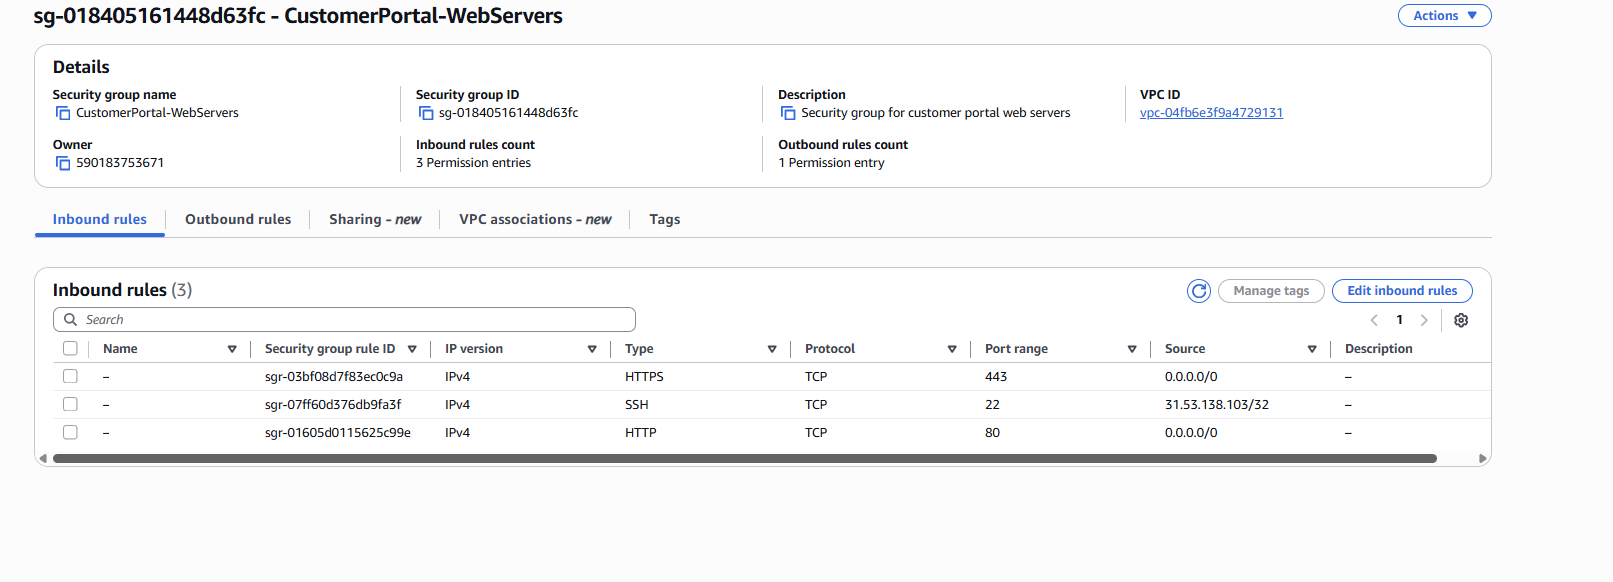 sg-018405161448d63fc - CustomerPortal-WebServers
Actions
Details
Security group name
CustomerPortal-WebServers
Security group ID
sg-018405161448d63fc
Description
Security group for customer portal web servers
VPC ID
vpc-04fb6e3f9a4729131
Owner
590183753671
Inbound rules count
3 Permission entries
Outbound rules count
1 Permission entry
Inbound rules Outbound rules Sharing - new VPC associations - new Tags
Inbound rules (3)
Manage tags
Edit inbound rules
Search
1
Name Security group rule ID IP version Type Protocol Port range Source Description
– sgr-03bf08d7f83ec0c9a IPv4 HTTPS TCP 443 0.0.0.0/0 –
– sgr-07ff60d376db9fa3f IPv4 SSH TCP 22 31.53.138.103/32 –
– sgr-01605d0115625c99e IPv4 HTTP TCP 80 0.0.0.0/0 –